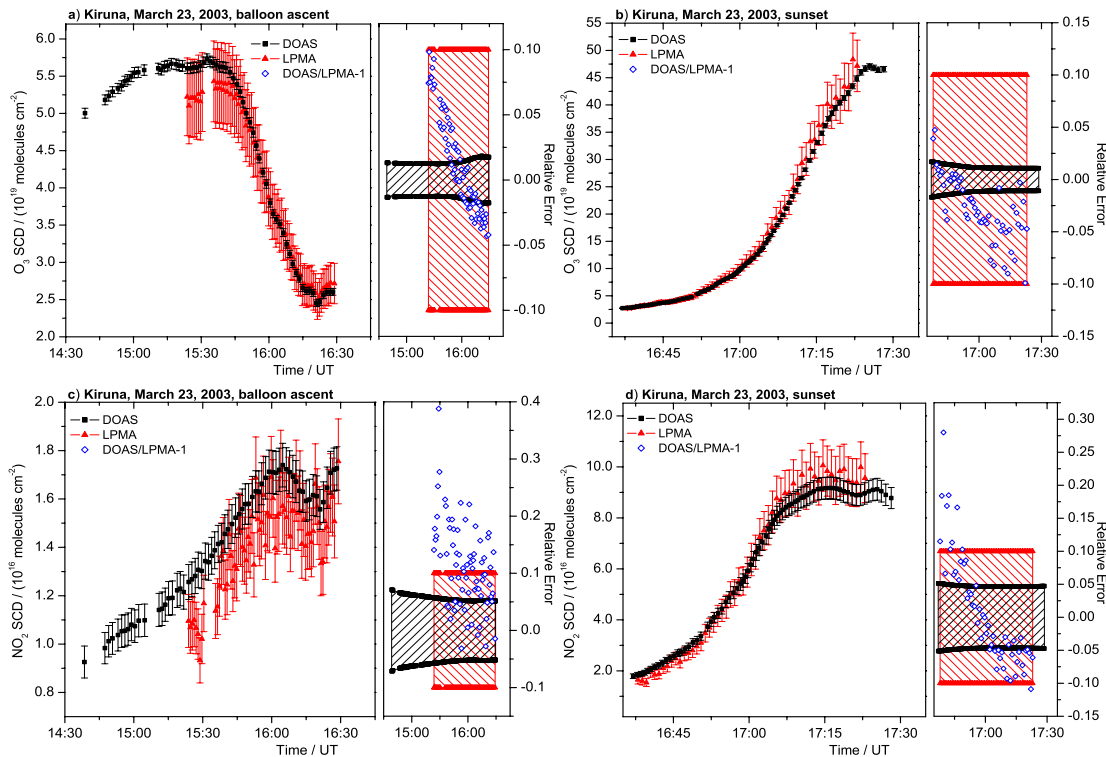 a) Kiruna, March 23, 2003, balloon ascent
DOAS
LPMA
DOAS/LPMA-1
6.0
5.5
5.0
4.5
4.0
3.5
3.0
2.5
2.0
O3 SCD / (10^19 molecules cm^-2)
14:30 15:00 15:30 16:00 16:30
Time / UT
0.10
0.05
0.00
-0.05
-0.10
Relative Error
15:00 16:00
b) Kiruna, March 23, 2003, sunset
DOAS
LPMA
DOAS/LPMA-1
55
50
45
40
35
30
25
20
15
10
5
0
O3 SCD / (10^19 molecules cm^-2)
16:45 17:00 17:15 17:30
Time / UT
0.15
0.10
0.05
0.00
-0.05
-0.10
-0.15
Relative Error
17:00 17:30
c) Kiruna, March 23, 2003, balloon ascent
DOAS
LPMA
DOAS/LPMA-1
2.0
1.8
1.6
1.4
1.2
1.0
0.8
NO2 SCD / (10^16 molecules cm^-2)
14:30 15:00 15:30 16:00 16:30
Time / UT
0.4
0.3
0.2
0.1
0.0
-0.1
Relative Error
15:00 16:00
d) Kiruna, March 23, 2003, sunset
DOAS
LPMA
DOAS/LPMA-1
12.0
10.0
8.0
6.0
4.0
2.0
NO2 SCD / (10^16 molecules cm^-2)
16:45 17:00 17:15 17:30
Time / UT
0.30
0.25
0.20
0.15
0.10
0.05
0.00
-0.05
-0.10
-0.15
Relative Error
17:00 17:30